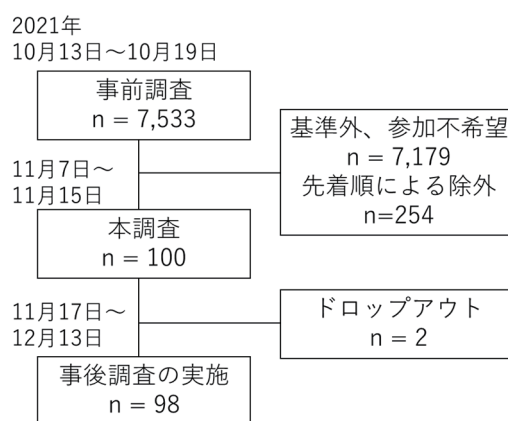 2021年
10月13日～10月19日
事前調査
n = 7,533
基準外、参加不希望
n = 7,179
先着順による除外
n=254
11月7日～
11月15日
本調査
n = 100
11月17日～
12月13日
ドロップアウト
n = 2
事後調査の実施
n = 98